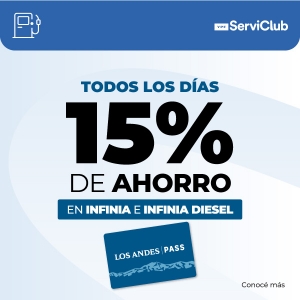 ServiClub
TODOS LOS DÍAS
15%
DE AHORRO
EN INFINIA E INFINIA DIESEL
LOS ANDES | PASS
Conocé más